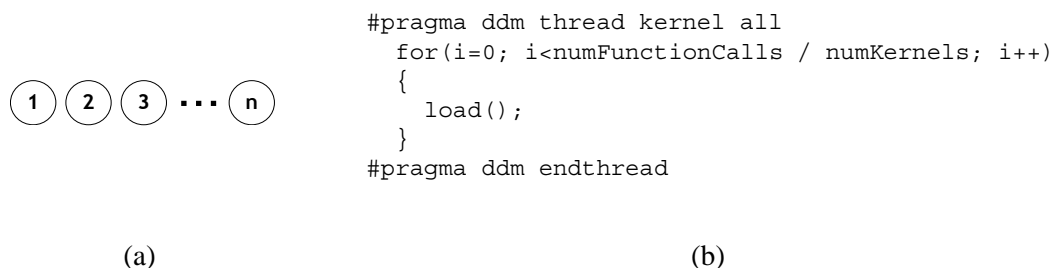 #pragma ddm thread kernel all
for(i=0; i<numFunctionCalls / numKernels; i++)
{
load();
}
#pragma ddm endthread
1 2 3 ... n
(a) (b)